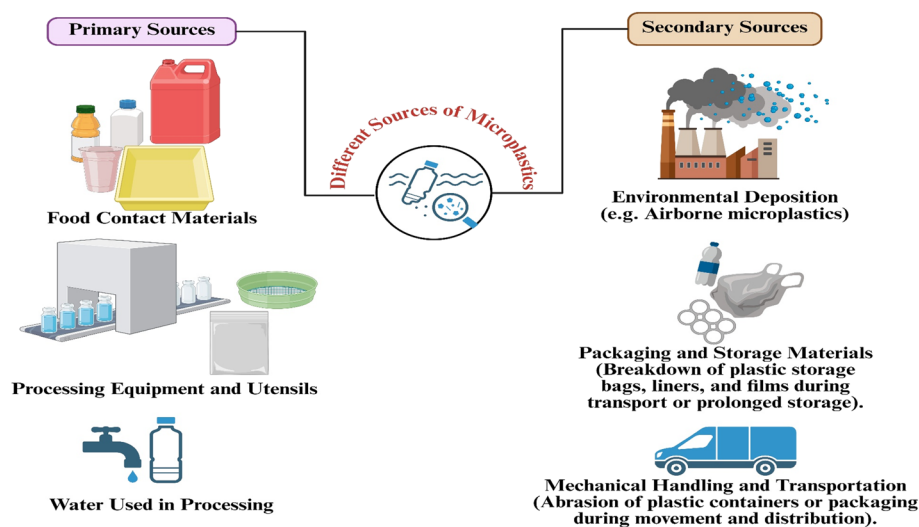 Primary Sources
Secondary Sources
Different Sources of Microplastics
Food Contact Materials
Processing Equipment and Utensils
Water Used in Processing
Environmental Deposition
(e.g. Airborne microplastics)
Packaging and Storage Materials
(Breakdown of plastic storage
bags, liners, and films during
transport or prolonged storage).
Mechanical Handling and Transportation
(Abrasion of plastic containers or packaging
during movement and distribution).